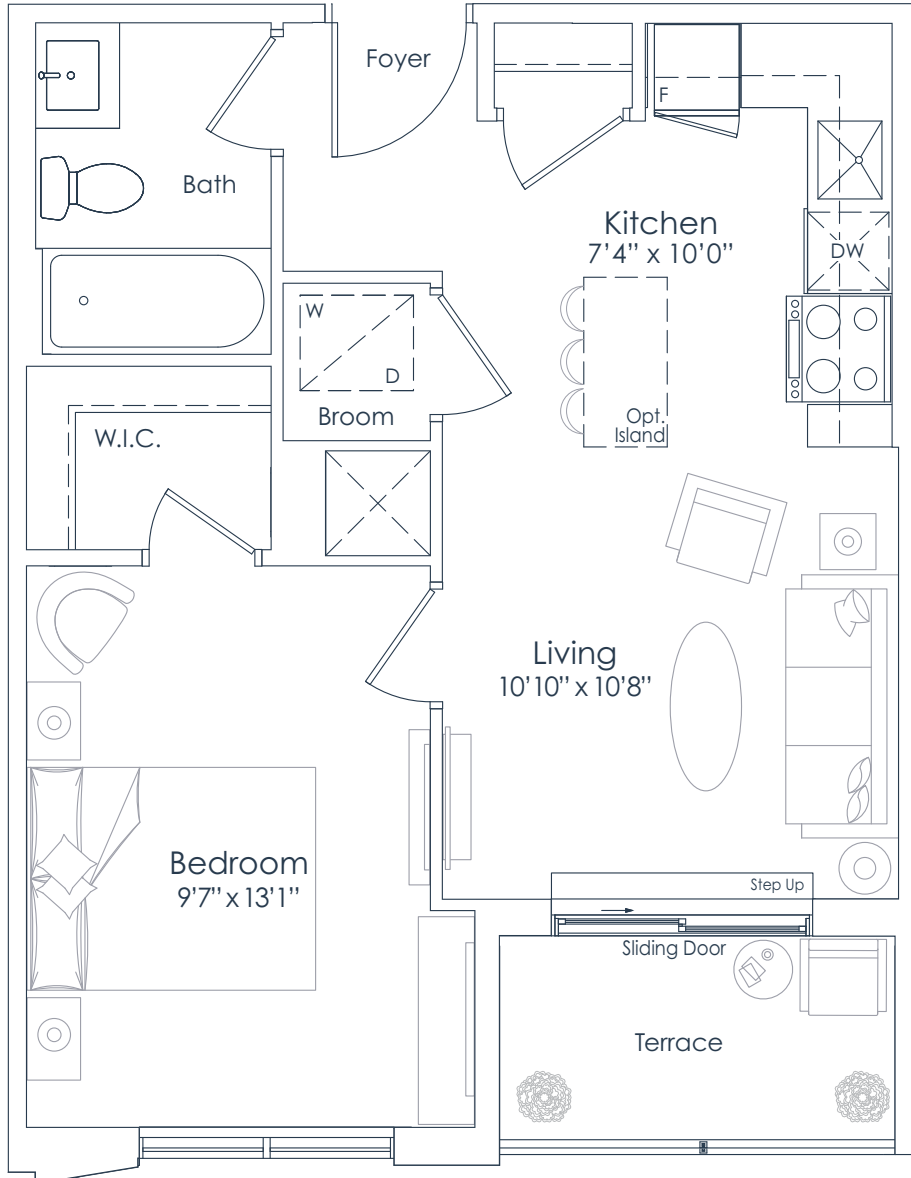 Foyer
F
Bath
Kitchen
7’4” x 10’0”
DW
W
D
Broom
Opt.
Island
W.I.C.
Living
10’10” x 10’8”
Bedroom
9’7” x 13’1”
Step Up
Sliding Door
Terrace